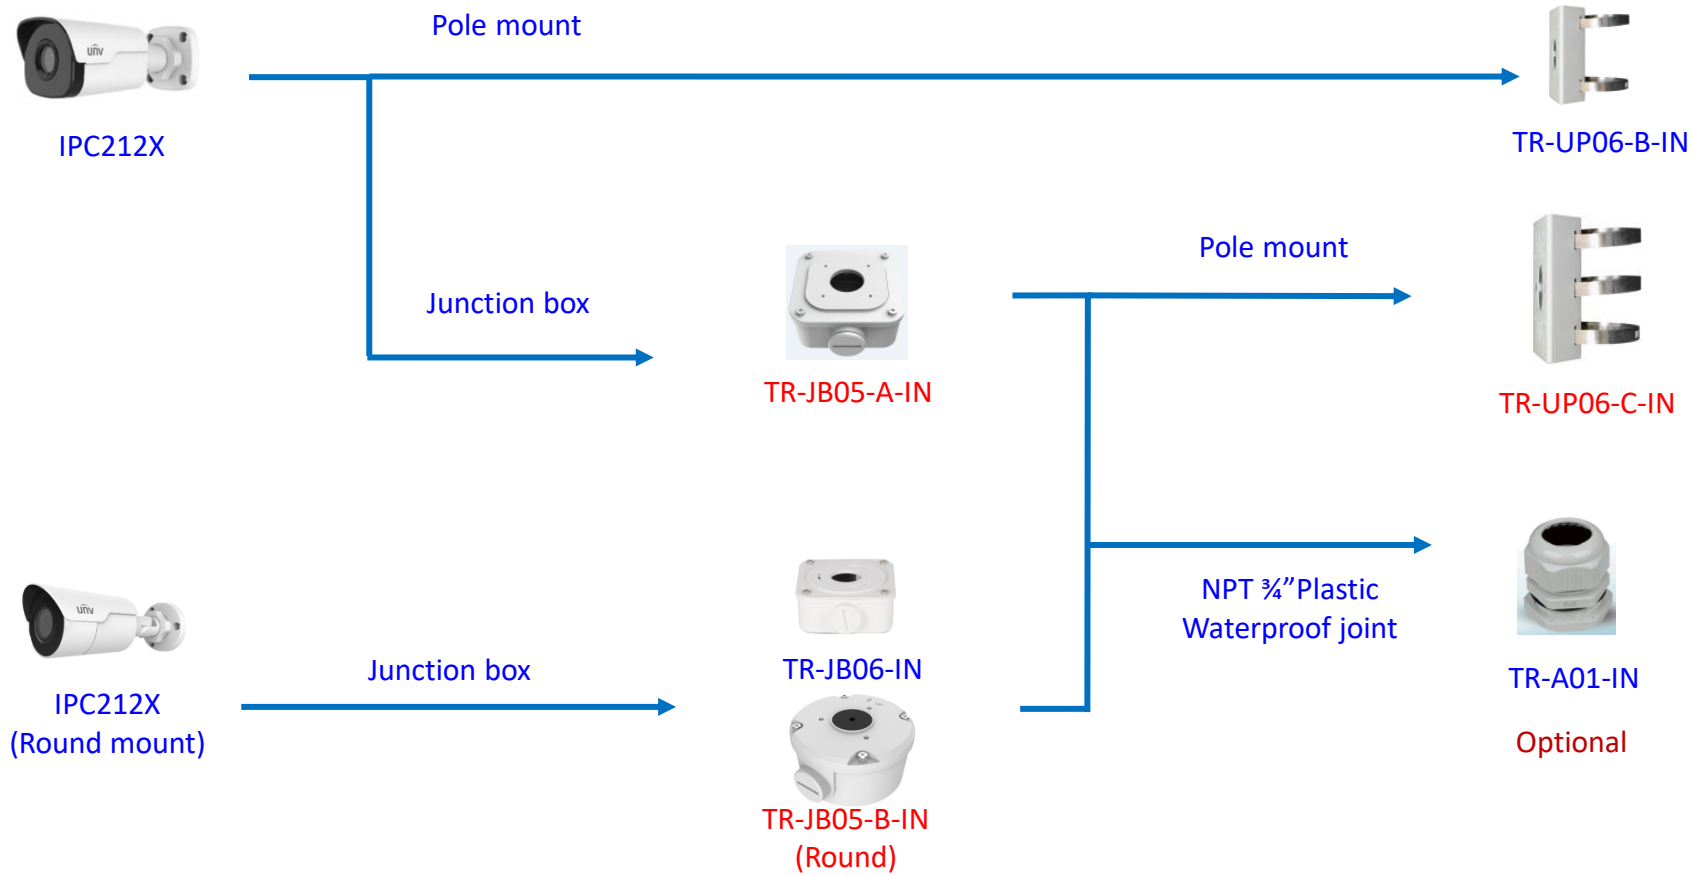 Pole mount
unv
IPC212X
TR-UP06-B-IN
Pole mount
Junction box
TR-JB05-A-IN
TR-UP06-C-IN
NPT ¾”Plastic
Waterproof joint
unv
Junction box
TR-JB06-IN
TR-A01-IN
IPC212X
(Round mount)
Optional
TR-JB05-B-IN
(Round)